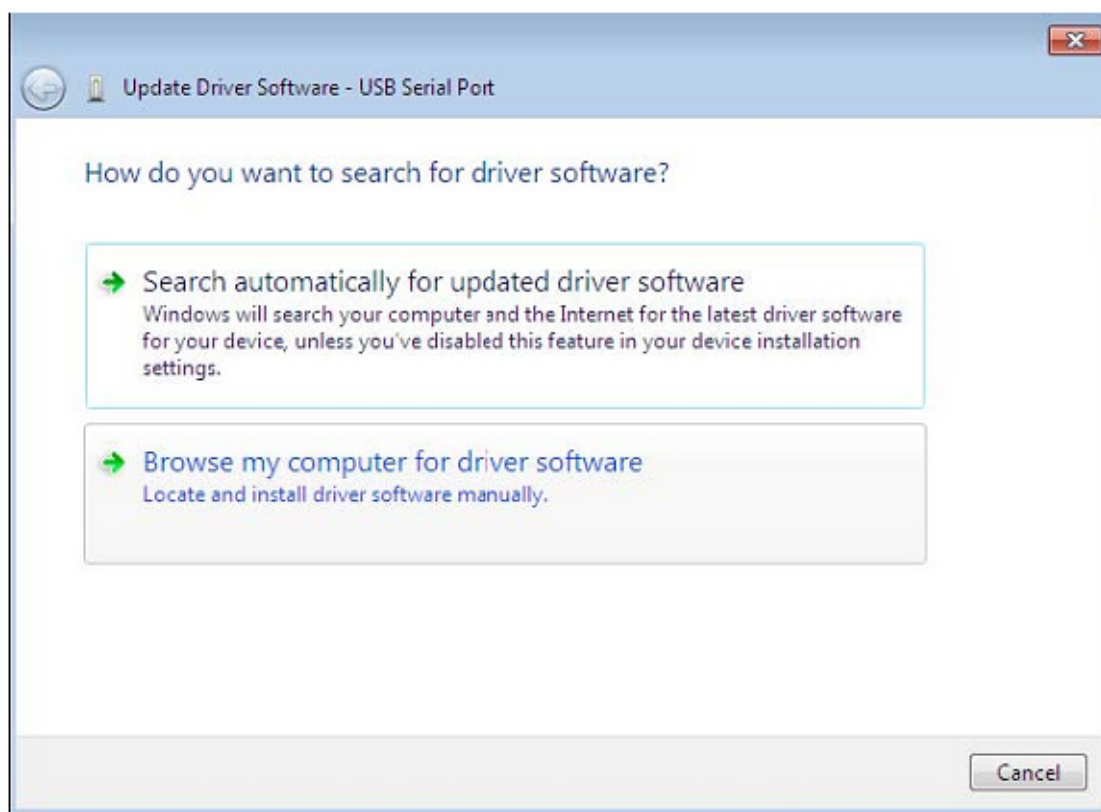 Update Driver Software - USB Serial Port
How do you want to search for driver software?
Search automatically for updated driver software
Windows will search your computer and the Internet for the latest driver software
for your device, unless you've disabled this feature in your device installation
settings.
Browse my computer for driver software
Locate and install driver software manually.
Cancel